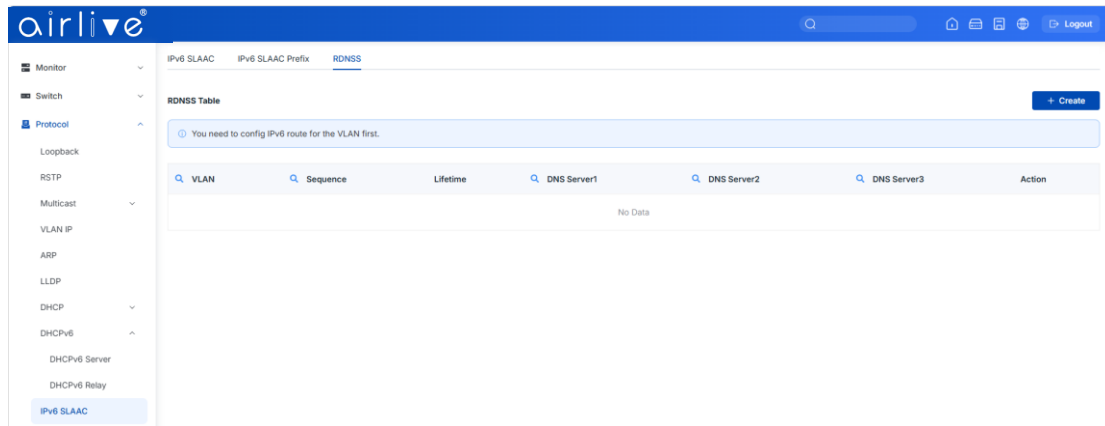 airlive®
Logout
Monitor
Switch
Protocol
Loopback
RSTP
Multicast
VLAN IP
ARP
LLDP
DHCP
DHCPv6
DHCPv6 Server
DHCPv6 Relay
IPv6 SLAAC
IPv6 SLAAC IPv6 SLAAC Prefix RDNSS
RDNSS Table
+ Create
You need to config IPv6 route for the VLAN first.
VLAN Sequence Lifetime DNS Server1 DNS Server2 DNS Server3 Action
No Data